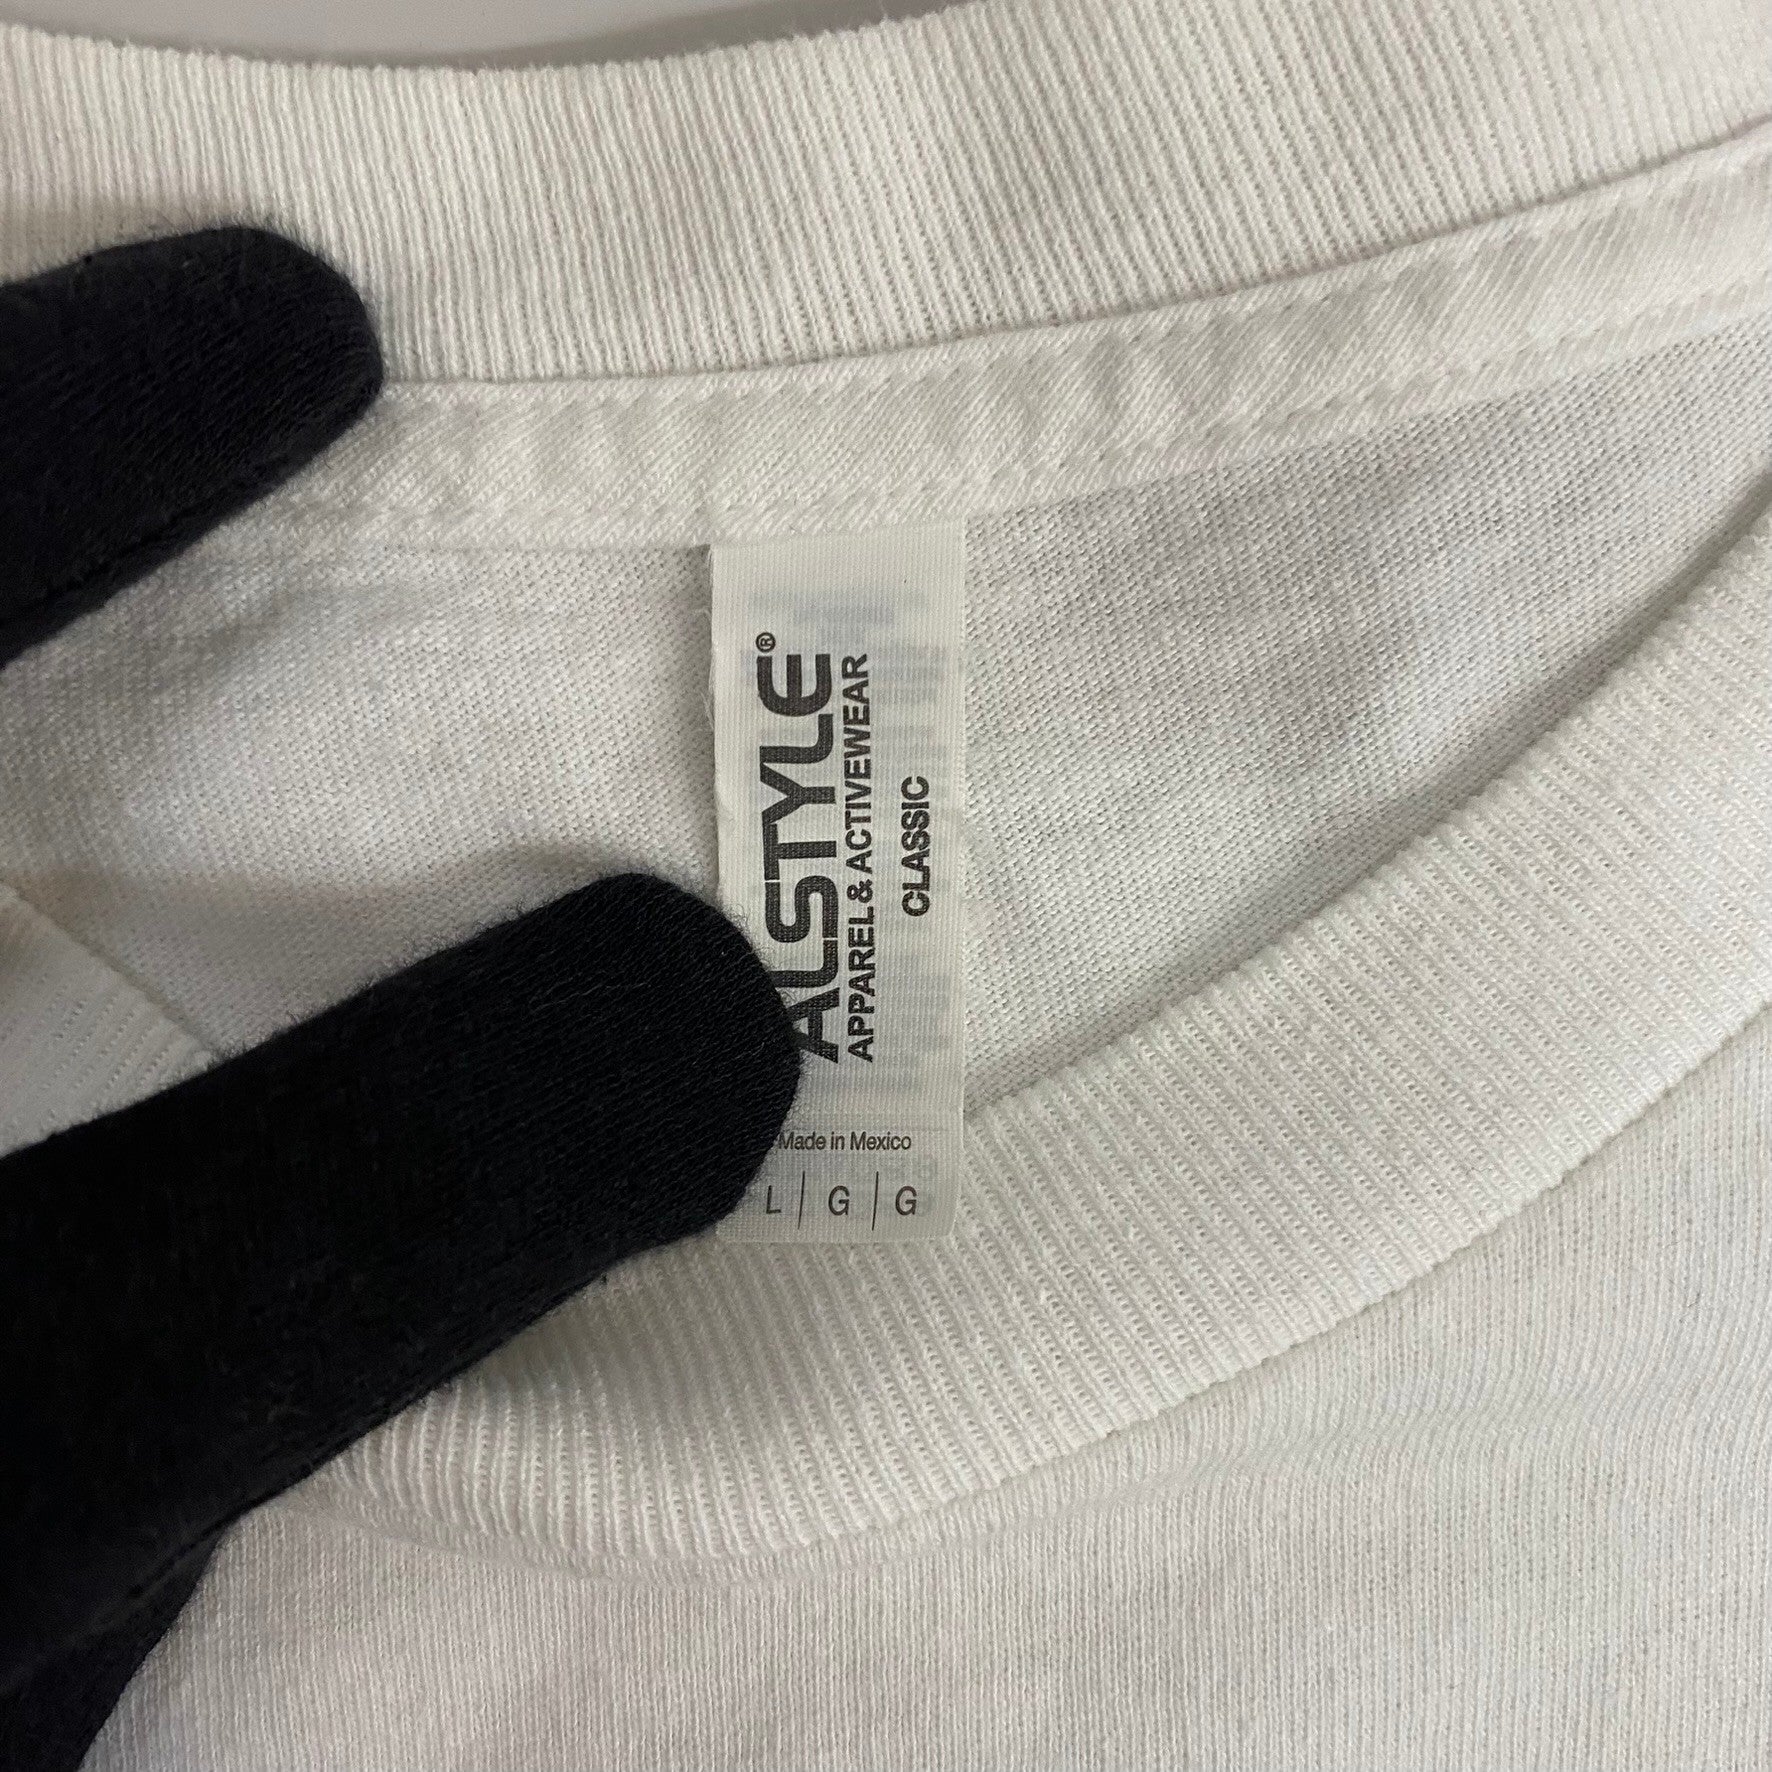 ALSTYLE®
APPAREL & ACTIVEWEAR
CLASSIC
Made in Mexico
L | G | G